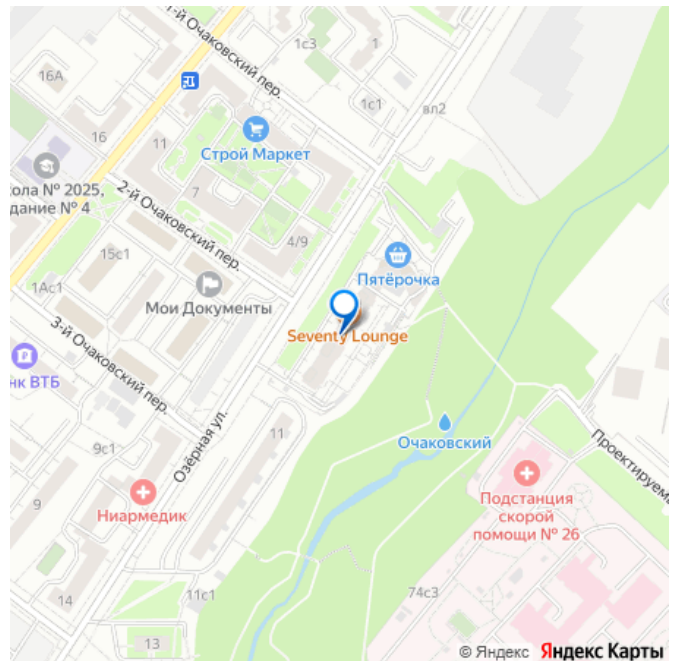 1-й Очаковский пер.
1с3
1
16А
1с1
вл2
16
11
Строй Маркет
кола № 2025,
дание № 4
7
2-й Очаковский пер.
4/9
15с1
Пятёрочка
1Ас1
Мои Документы
Seventy Lounge
3-й Очаковский пер.
нк ВТБ
Озёрная ул.
11
Очаковский
9с1
Проектируема
9
Ниармедик
Подстанция
скорой
помощи № 26
14
11с1
74с3
13
© Яндекс Яндекс Карты